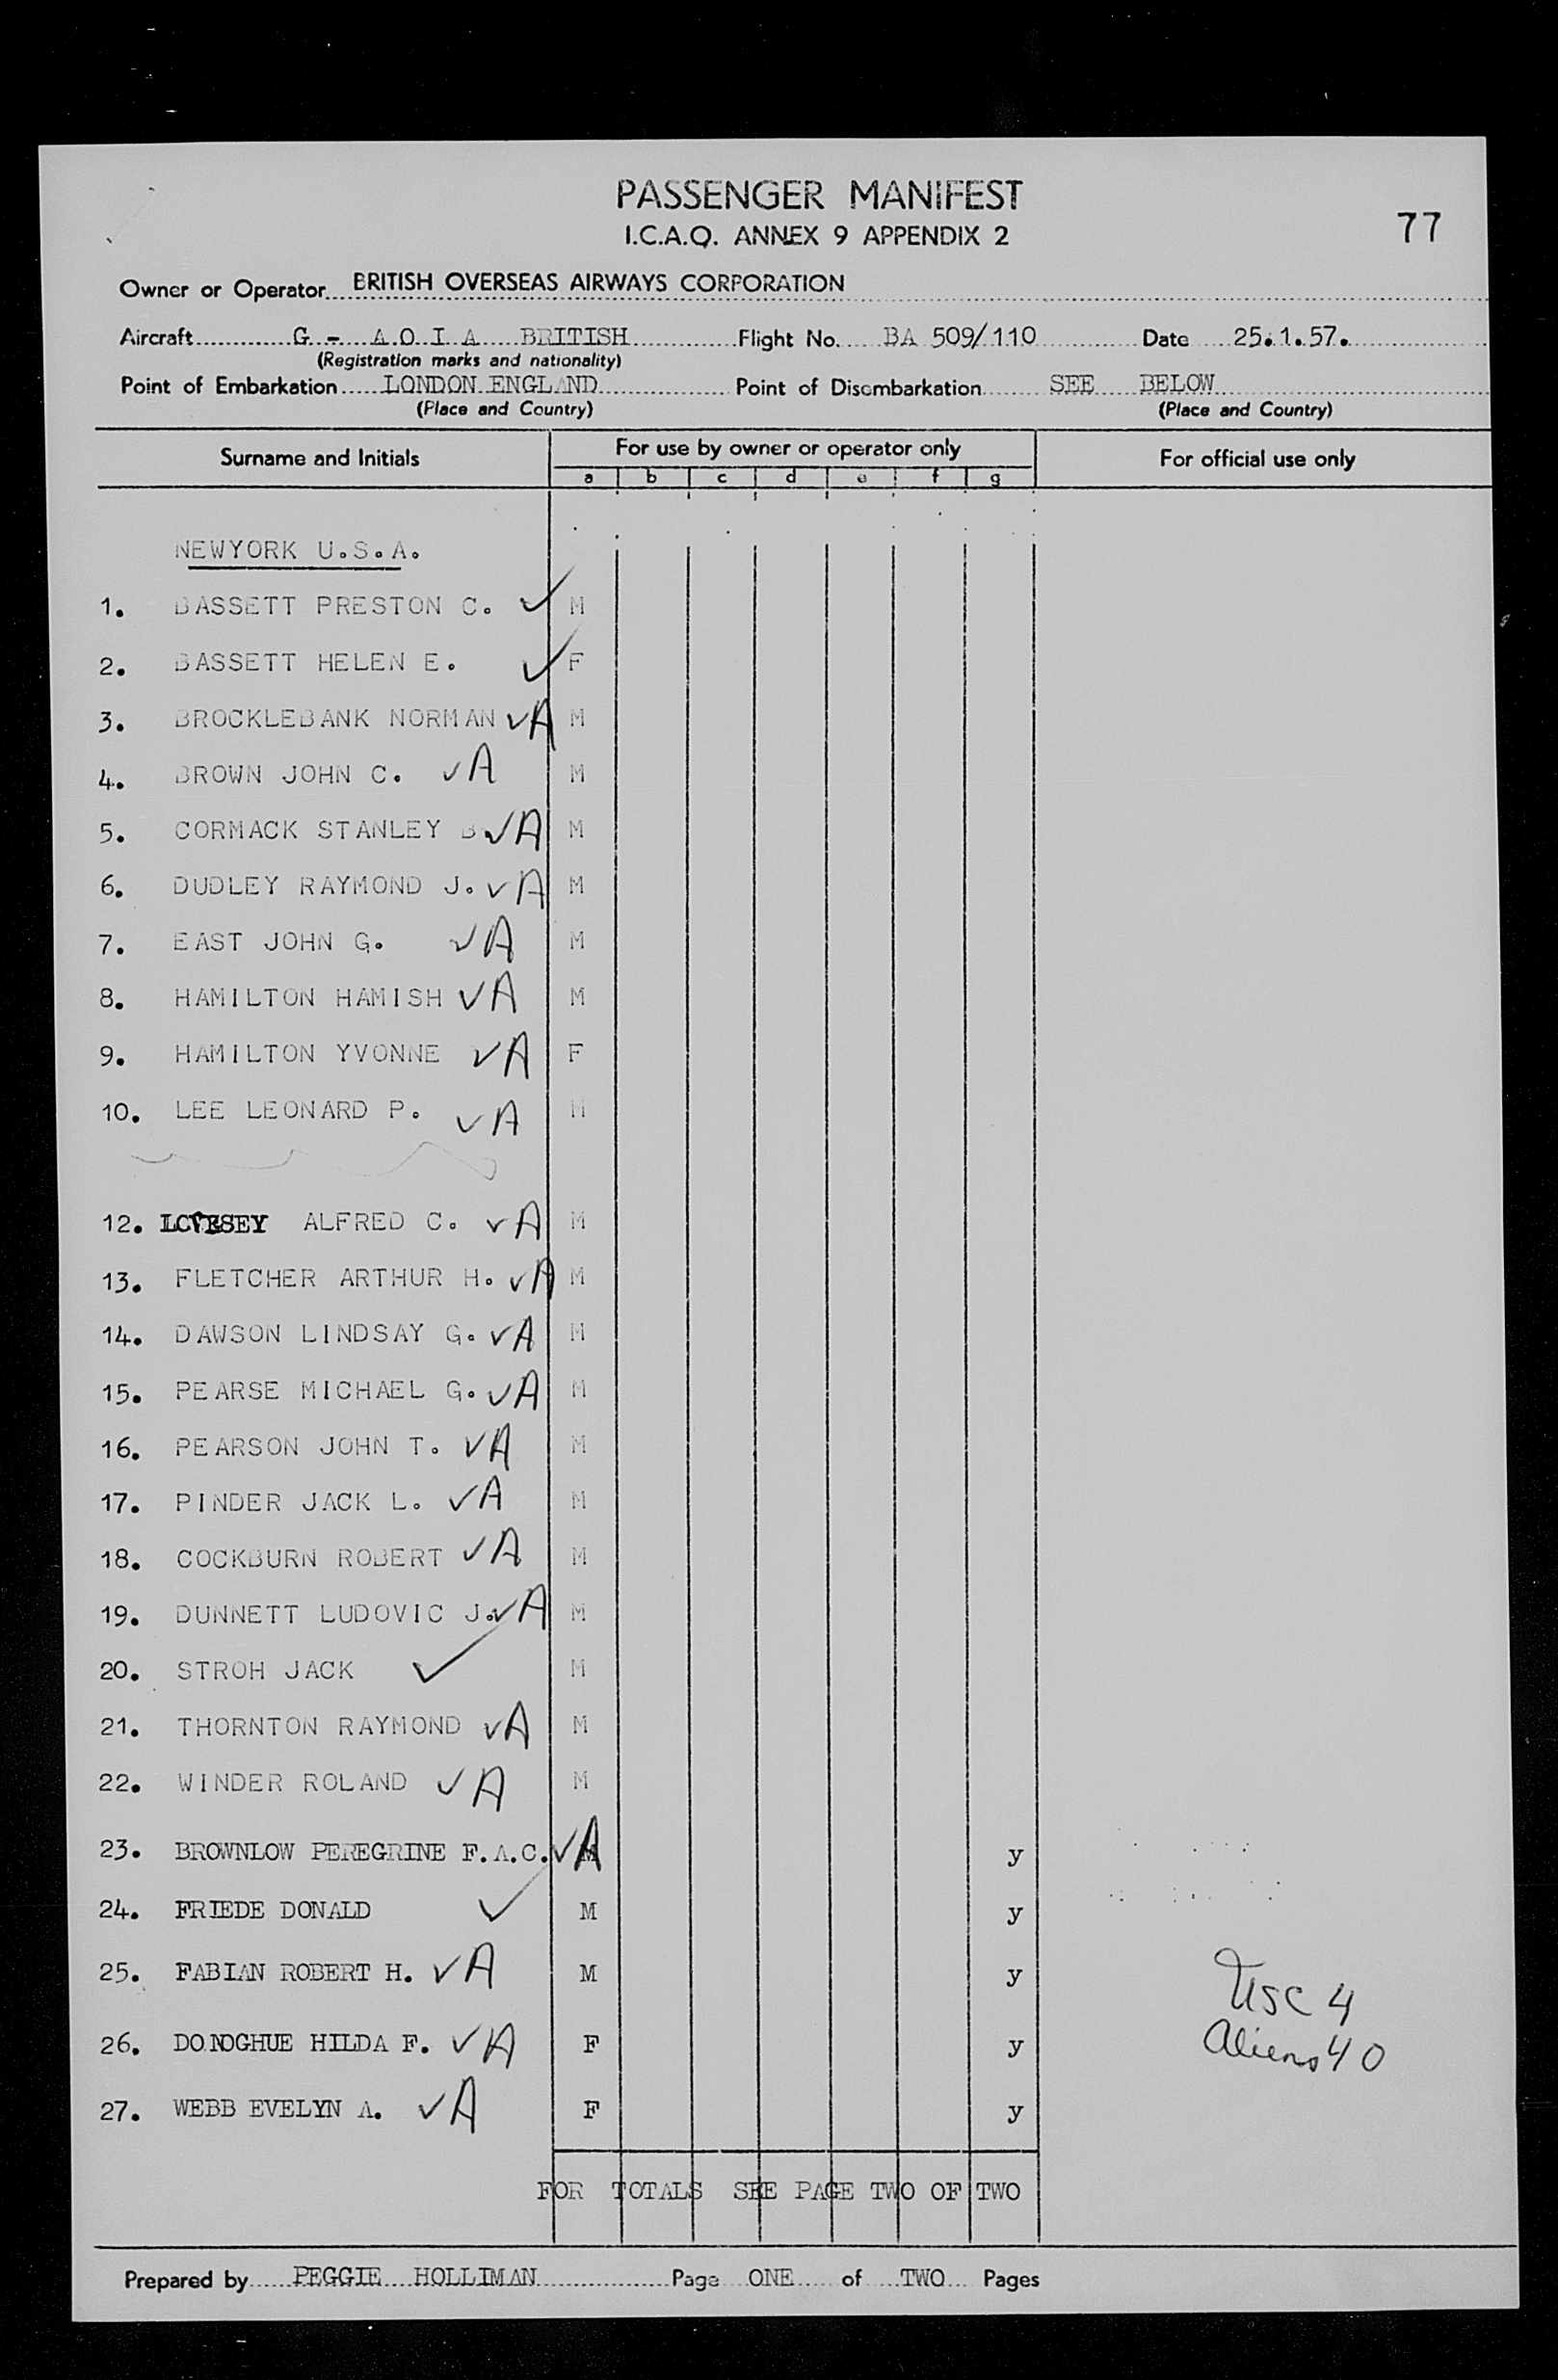 PASSENGER MANIFEST
I.C.A.O. ANNEX 9 APPENDIX 2
77
Owner or Operator BRITISH OVERSEAS AIRWAYS CORPORATION
Aircraft G - A.O.I.A BRITISH Flight No. BA 509/110 Date 25.1.57.
(Registration marks and nationality)
Point of Embarkation LONDON ENGLAND Point of Disembarkation SEE BELOW
(Place and Country) (Place and Country)
Surname and Initials For use by owner or operator only For official use only
a b c d e f g
NEWYORK U.S.A.
1. BASSETT PRESTON C. ✓ M
2. BASSETT HELEN E. ✓ F
3. BROCKLEBANK NORMAN ✓A M
4. BROWN JOHN C. ✓A M
5. CORMACK STANLEY B ✓A M
6. DUDLEY RAYMOND J. ✓A M
7. EAST JOHN G. ✓A M
8. HAMILTON HAMISH ✓A M
9. HAMILTON YVONNE ✓A F
10. LEE LEONARD P. ✓A M
12. LOVESEY ALFRED C. ✓A M
13. FLETCHER ARTHUR H. ✓A M
14. DAWSON LINDSAY G. ✓A M
15. PEARSE MICHAEL G. ✓A M
16. PEARSON JOHN T. ✓A M
17. PINDER JACK L. ✓A M
18. COCKBURN ROBERT ✓A M
19. DUNNETT LUDOVIC J. ✓A M
20. STROH JACK ✓ M
21. THORNTON RAYMOND ✓A M
22. WINDER ROLAND ✓A M
23. BROWNLOW PEREGRINE F.A.C. ✓A M y
24. FRIEDE DONALD ✓ M y
25. FABIAN ROBERT H. ✓A M y
USC 4
26. DONOGHUE HILDA F. ✓A F y
Aliens 40
27. WEBB EVELYN A. ✓A F y
FOR TOTALS SEE PAGE TWO OF TWO
Prepared by PEGGIE HOLLIMAN Page ONE of TWO Pages